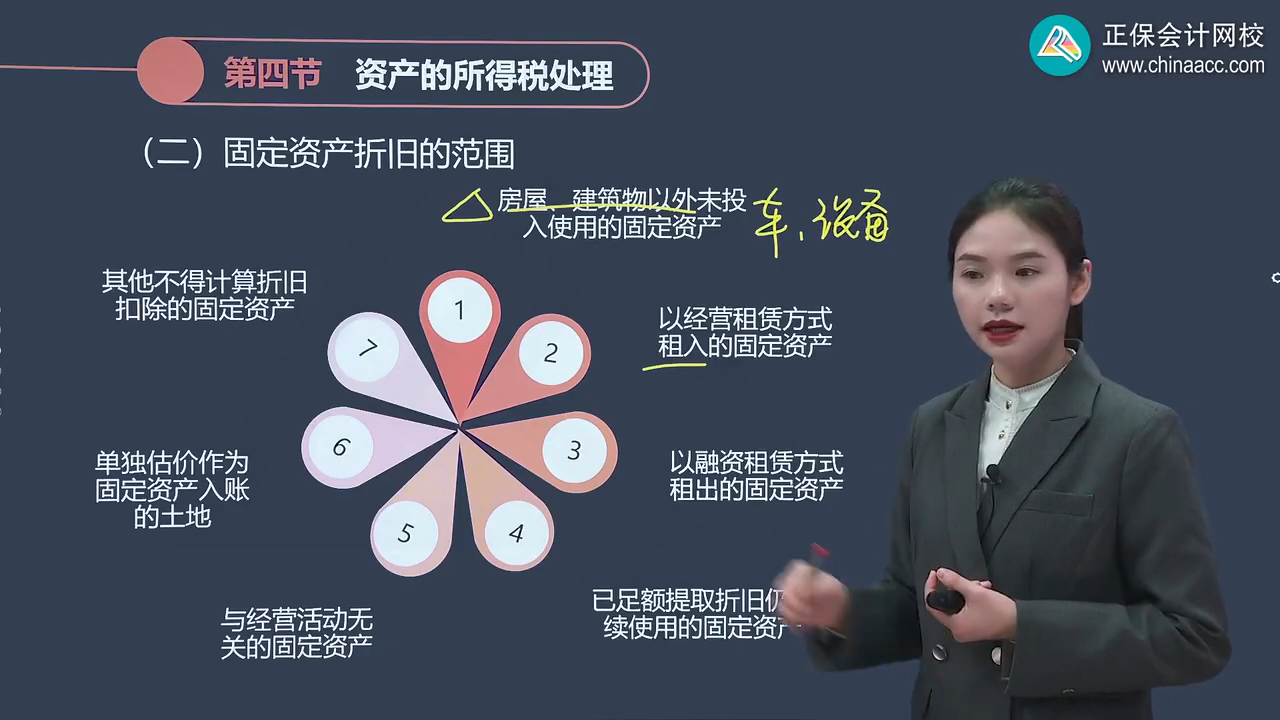 正保会计网校
www.chinaacc.com
第四节 资产的所得税处理
（二）固定资产折旧的范围
房屋、建筑物以外未投
入使用的固定资产
车、设备
其他不得计算折旧
扣除的固定资产
以经营租赁方式
租入的固定资产
1
2
3
4
5
6
7
单独估价作为
固定资产入账
的土地
以融资租赁方式
租出的固定资产
与经营活动无
关的固定资产
已足额提取折旧仍
续使用的固定资产